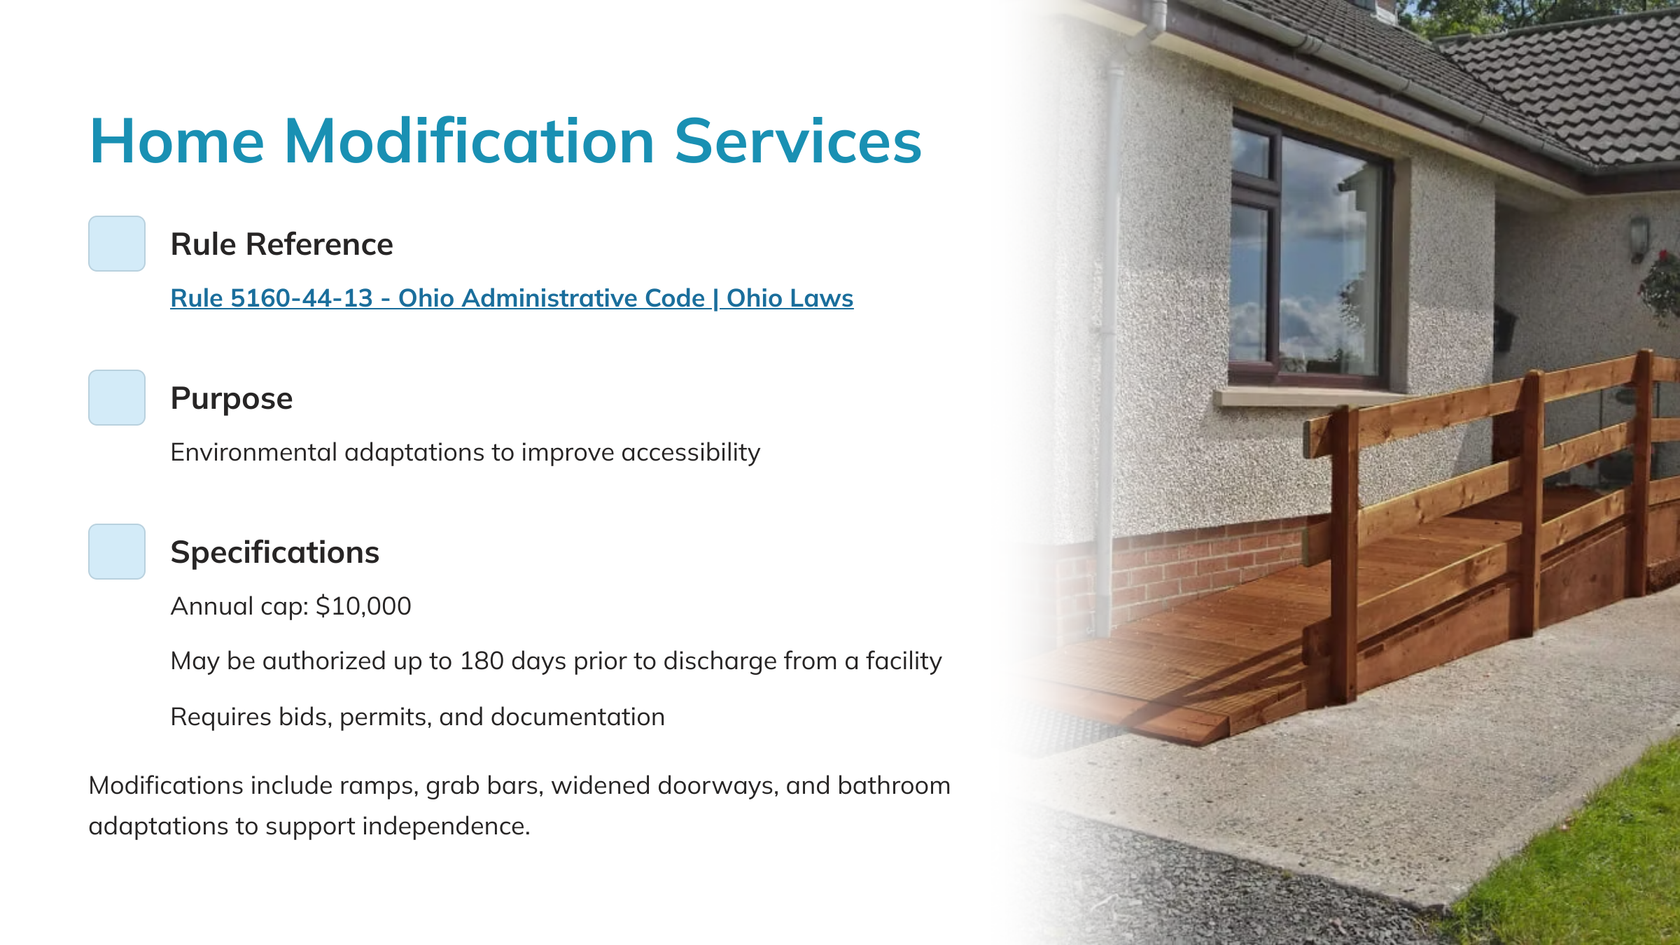 Home Modification Services
Rule Reference
Rule 5160-44-13 - Ohio Administrative Code | Ohio Laws
Purpose
Environmental adaptations to improve accessibility
Specifications
Annual cap: $10,000
May be authorized up to 180 days prior to discharge from a facility
Requires bids, permits, and documentation
Modifications include ramps, grab bars, widened doorways, and bathroom
adaptations to support independence.